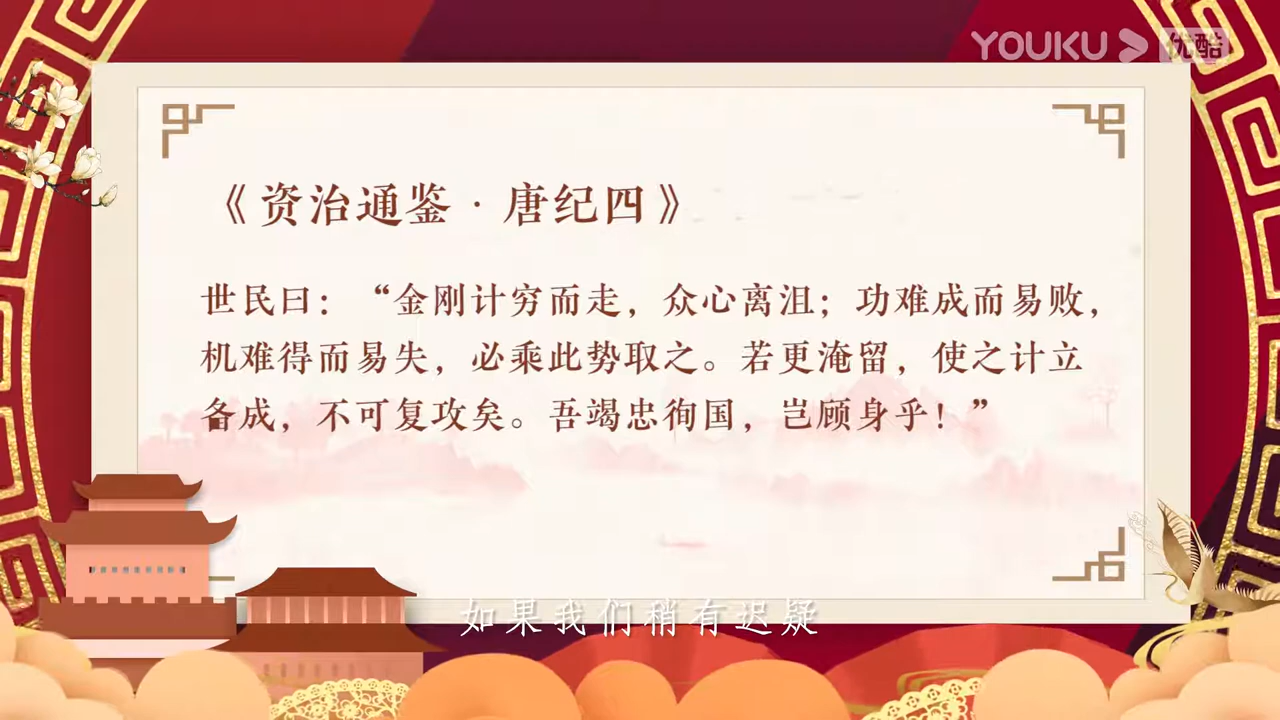 YOUKU 优酷
《资治通鉴·唐纪四》
世民曰：“金刚计穷而走，众心离沮；功难成而易败，
机难得而易失，必乘此势取之。若更淹留，使之计立
备成，不可复攻矣。吾竭忠徇国，岂顾身乎！”
如果我们稍有迟疑